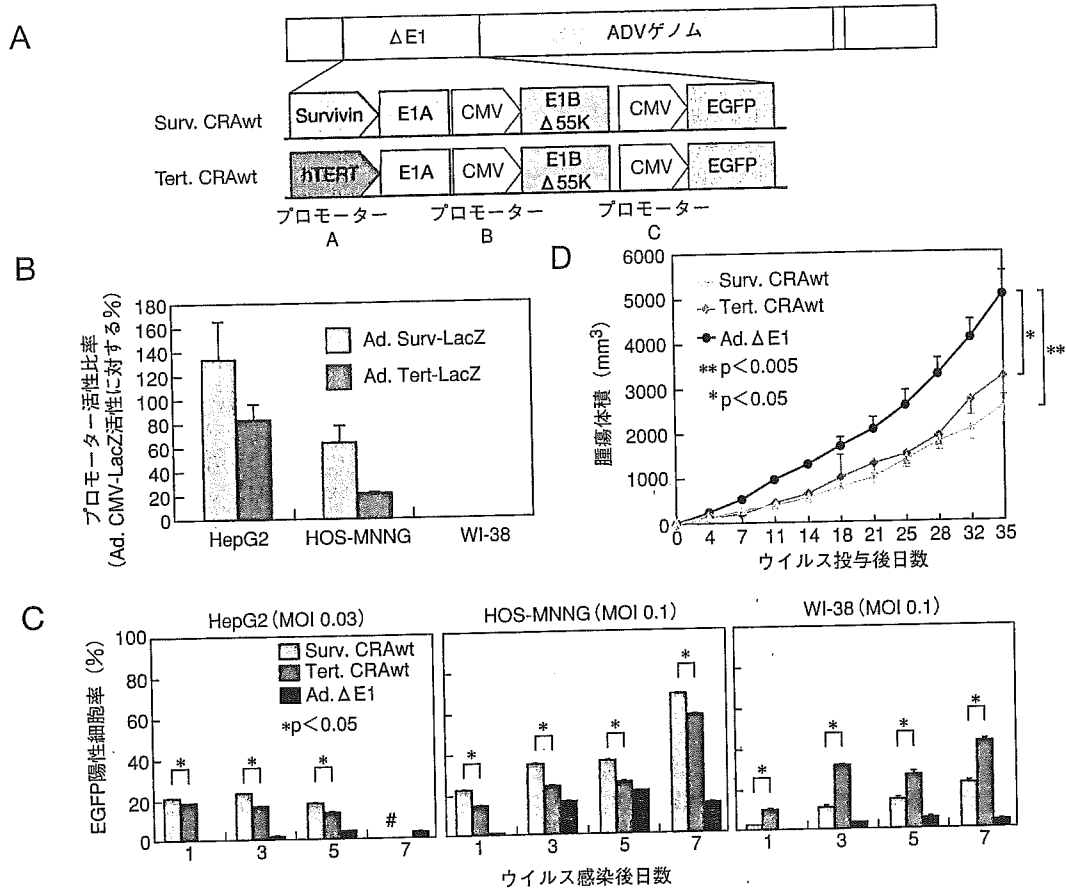 A
ΔE1
ADVゲノム
Surv. CRAwt
Survivin
E1A
CMV
E1B
Δ55K
CMV
EGFP
Tert. CRAwt
hTERT
E1A
CMV
E1B
Δ55K
CMV
EGFP
プロモーター
A
プロモーター
B
プロモーター
C
B
プロモーター活性比率
(Ad. CMV-LacZ活性に対する%)
180
160
140
120
100
80
60
40
20
0
Ad. Surv-LacZ
Ad. Tert-LacZ
HepG2
HOS-MNNG
WI-38
D
腫瘍体積 (mm³)
6000
5000
4000
3000
2000
1000
0
Surv. CRAwt
Tert. CRAwt
Ad. ΔE1
**p<0.005
*p<0.05
*
**
0 4 7 11 14 18 21 25 28 32 35
ウイルス投与後日数
C
EGFP陽性細胞率 (%)
100
80
60
40
20
0
HepG2 (MOI 0.03)
Surv. CRAwt
Tert. CRAwt
Ad. ΔE1
*p<0.05
* * *
#
1 3 5 7
HOS-MNNG (MOI 0.1)
* * * *
1 3 5 7
WI-38 (MOI 0.1)
* * * *
1 3 5 7
ウイルス感染後日数